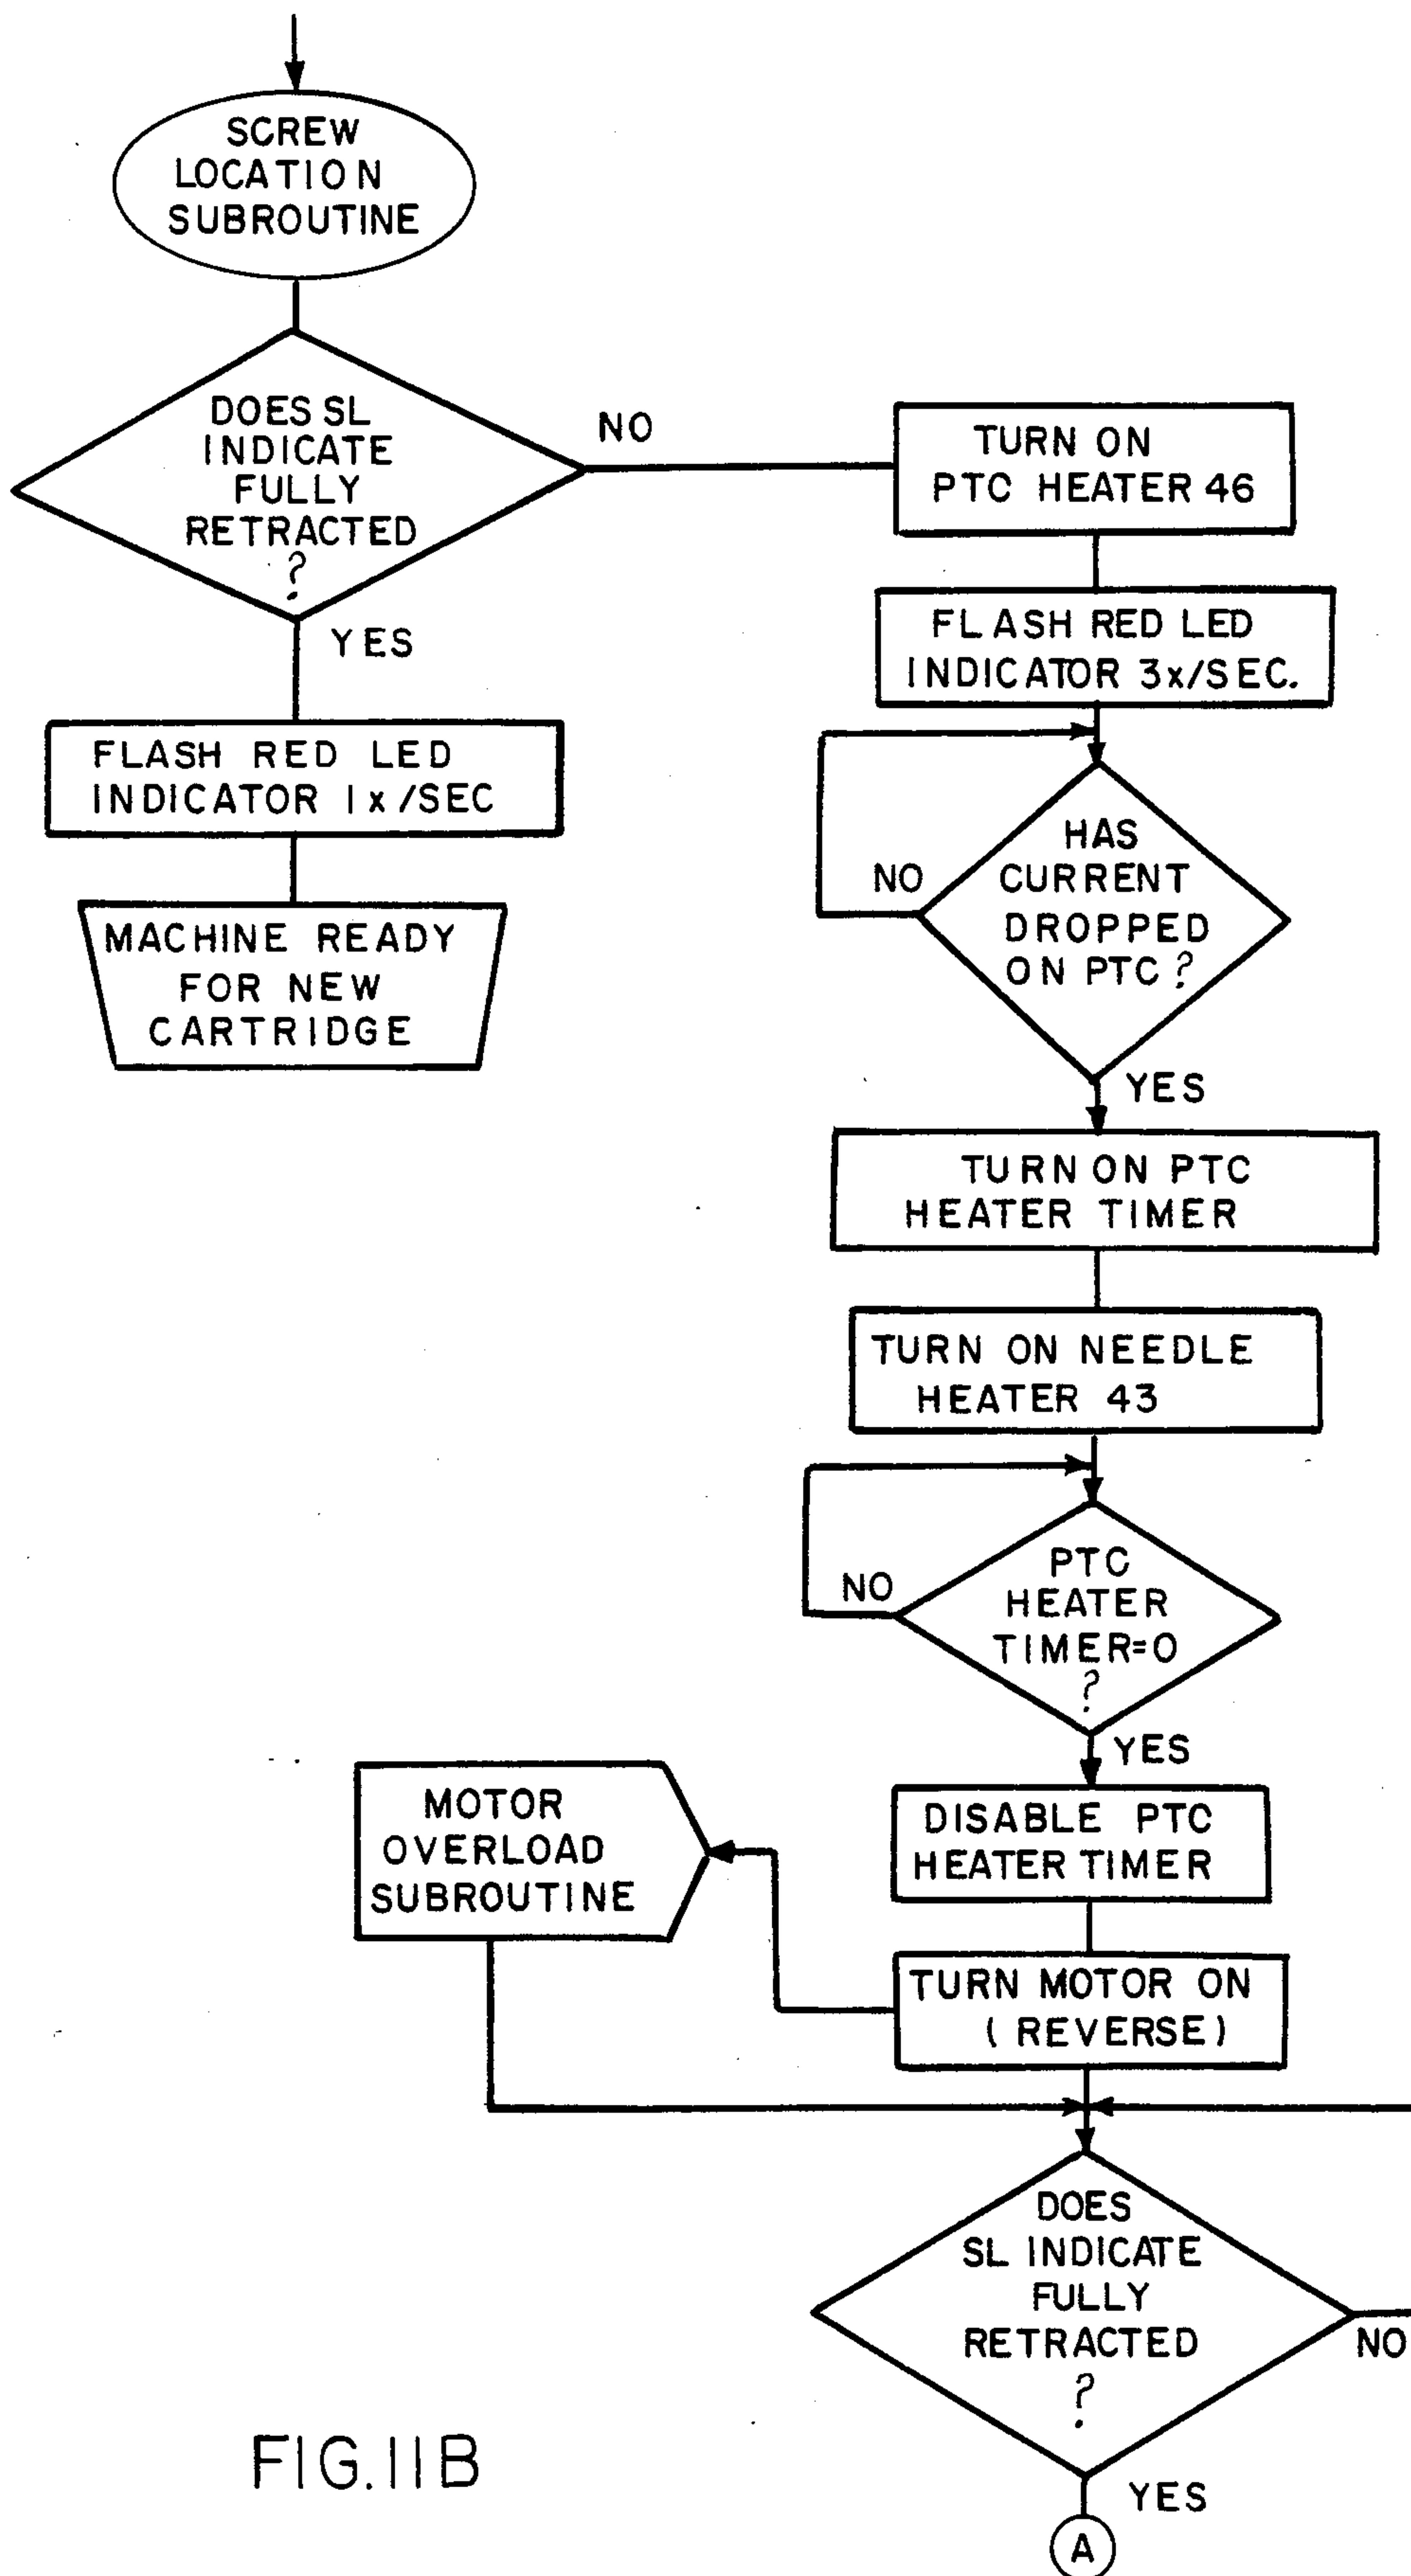 SCREW
LOCATION
SUBROUTINE
DOES SL
INDICATE
FULLY
RETRACTED
?
NO
YES
FLASH RED LED
INDICATOR 1x/SEC
MACHINE READY
FOR NEW
CARTRIDGE
TURN ON
PTC HEATER 46
FLASH RED LED
INDICATOR 3x/SEC.
HAS
CURRENT
DROPPED
ON PTC?
NO
YES
TURN ON PTC
HEATER TIMER
TURN ON NEEDLE
HEATER 43
PTC
HEATER
TIMER=0
?
NO
YES
DISABLE PTC
HEATER TIMER
TURN MOTOR ON
(REVERSE)
MOTOR
OVERLOAD
SUBROUTINE
DOES
SL INDICATE
FULLY
RETRACTED
?
NO
YES
A
FIG.11B